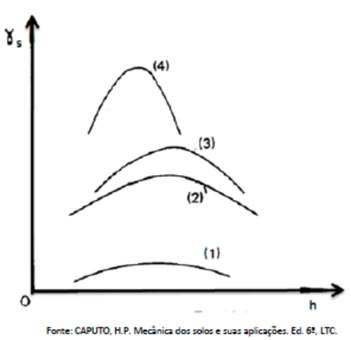 γs
(4)
(3)
(2)
(1)
O
h
Fonte: CAPUTO, H.P. Mecânica dos solos e suas aplicações. Ed. 6ª, LTC.